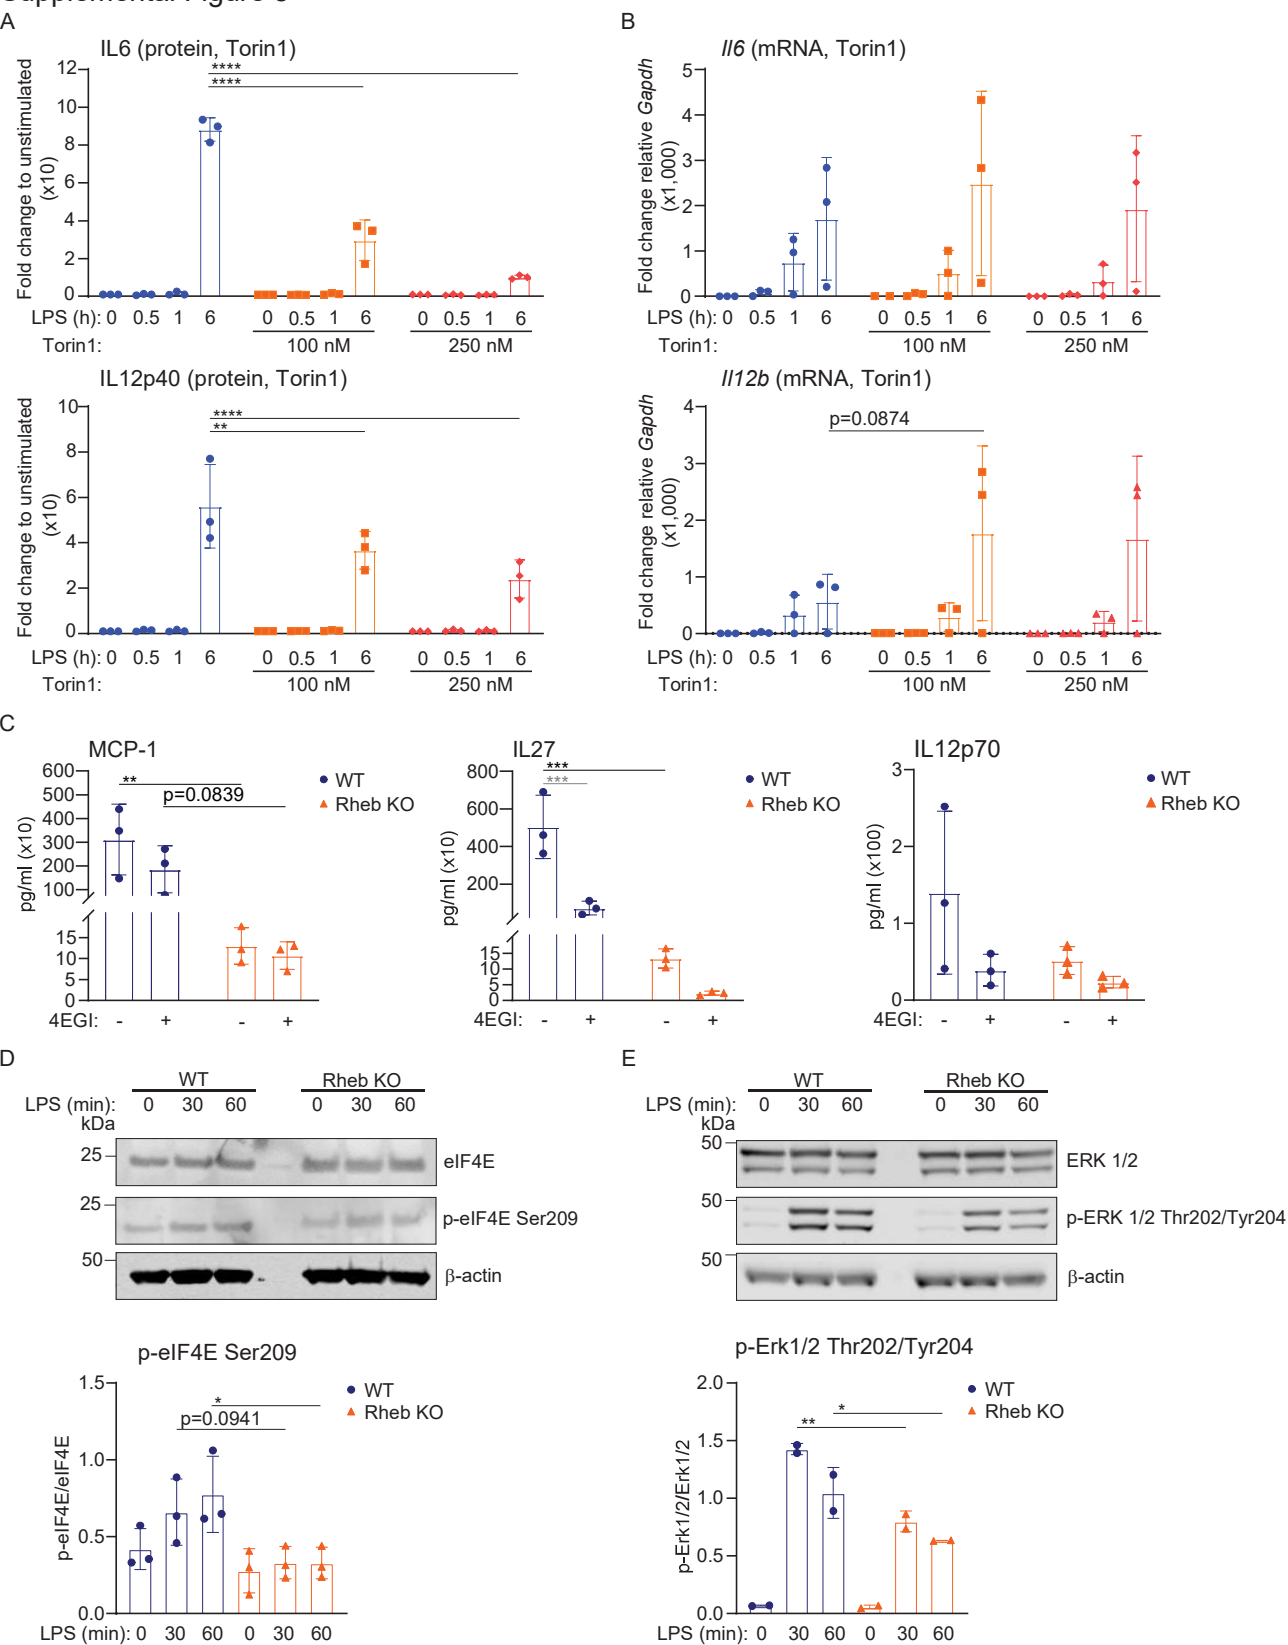 A
IL6 (protein, Torin1)
****
****
Fold change to unstimulated
(x10)
12
10
8
6
4
2
0
LPS (h): 0 0.5 1 6 0 0.5 1 6 0 0.5 1 6
Torin1: 100 nM 250 nM
B
Il6 (mRNA, Torin1)
Fold change relative Gapdh
(x1,000)
5
4
3
2
1
0
LPS (h): 0 0.5 1 6 0 0.5 1 6 0 0.5 1 6
Torin1: 100 nM 250 nM
IL12p40 (protein, Torin1)
****
**
Fold change to unstimulated
(x10)
10
8
6
4
2
0
LPS (h): 0 0.5 1 6 0 0.5 1 6 0 0.5 1 6
Torin1: 100 nM 250 nM
Il12b (mRNA, Torin1)
p=0.0874
Fold change relative Gapdh
(x1,000)
4
3
2
1
0
LPS (h): 0 0.5 1 6 0 0.5 1 6 0 0.5 1 6
Torin1: 100 nM 250 nM
C
MCP-1
**
p=0.0839
WT
Rheb KO
pg/ml (x10)
600
500
400
300
200
100
15
10
5
0
4EGI: - + - +
IL27
***
***
WT
Rheb KO
pg/ml (x10)
800
600
400
200
15
10
5
0
4EGI: - + - +
IL12p70
WT
Rheb KO
pg/ml (x100)
3
2
1
0
4EGI: - + - +
D
WT Rheb KO
LPS (min): 0 30 60 0 30 60
kDa
25 eIF4E
25 p-eIF4E Ser209
50 β-actin
p-eIF4E Ser209
*
p=0.0941
WT
Rheb KO
p-eIF4E/eIF4E
1.5
1.0
0.5
0.0
LPS (min): 0 30 60 0 30 60
E
WT Rheb KO
LPS (min): 0 30 60 0 30 60
kDa
50 ERK 1/2
50 p-ERK 1/2 Thr202/Tyr204
50 β-actin
p-Erk1/2 Thr202/Tyr204
*
**
WT
Rheb KO
p-Erk1/2/Erk1/2
2.0
1.5
1.0
0.5
0.0
LPS (min): 0 30 60 0 30 60